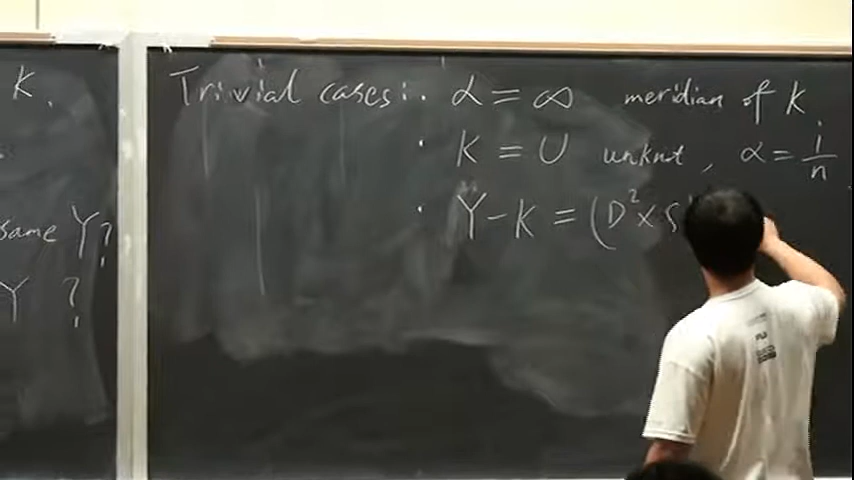 K.
same Y?
Y ?
Trivial cases: · α = ∞ meridian of K.
· K = U unknot, α = 1/n.
· Y - K = (D² x S